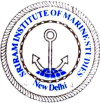 SRIRAM INSTITUTE OF MARINE STUDIES
New Delhi